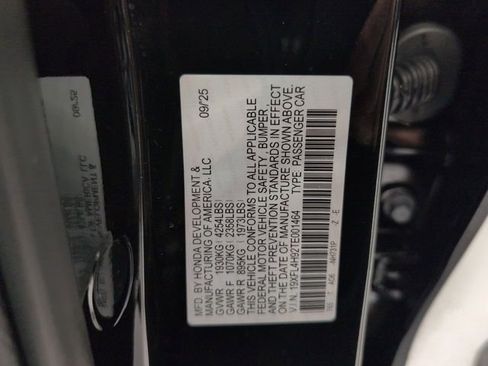 MFD. BY HONDA DEVELOPMENT &
MANUFACTURING OF AMERICA, LLC
09/25
GVWR 1930KG ( 4254LBS)
GAWR F 1070KG ( 2359LBS)
GAWR R 895KG ( 1973LBS)
THIS VEHICLE CONFORMS TO ALL APPLICABLE
FEDERAL MOTOR VEHICLE SAFETY, BUMPER,
AND THEFT PREVENTION STANDARDS IN EFFECT
ON THE DATE OF MANUFACTURE SHOWN ABOVE.
V.I.N. 19XFL4H82TE001464 TYPE: PASSENGER CAR